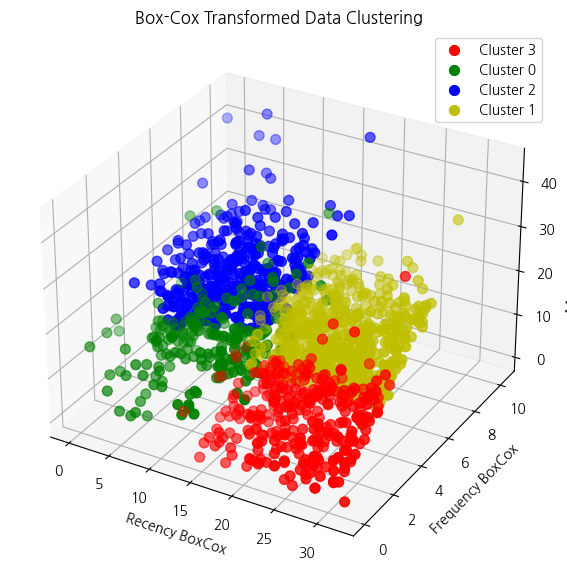 Box-Cox Transformed Data Clustering
Cluster 3
Cluster 0
Cluster 2
Cluster 1
40
30
20
10
0
10
8
6
4
2
0
Frequency BoxCox
0
5
10
15
20
25
30
Recency BoxCox